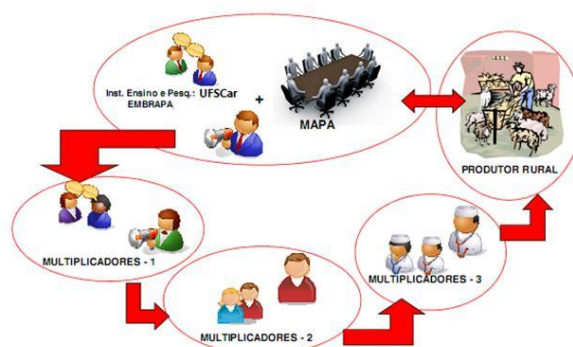 Inst. Ensino e Pesq.: UFSCar
EMBRAPA
+
MAPA
PRODUTOR RURAL
MULTIPLICADORES - 1
MULTIPLICADORES - 3
MULTIPLICADORES - 2